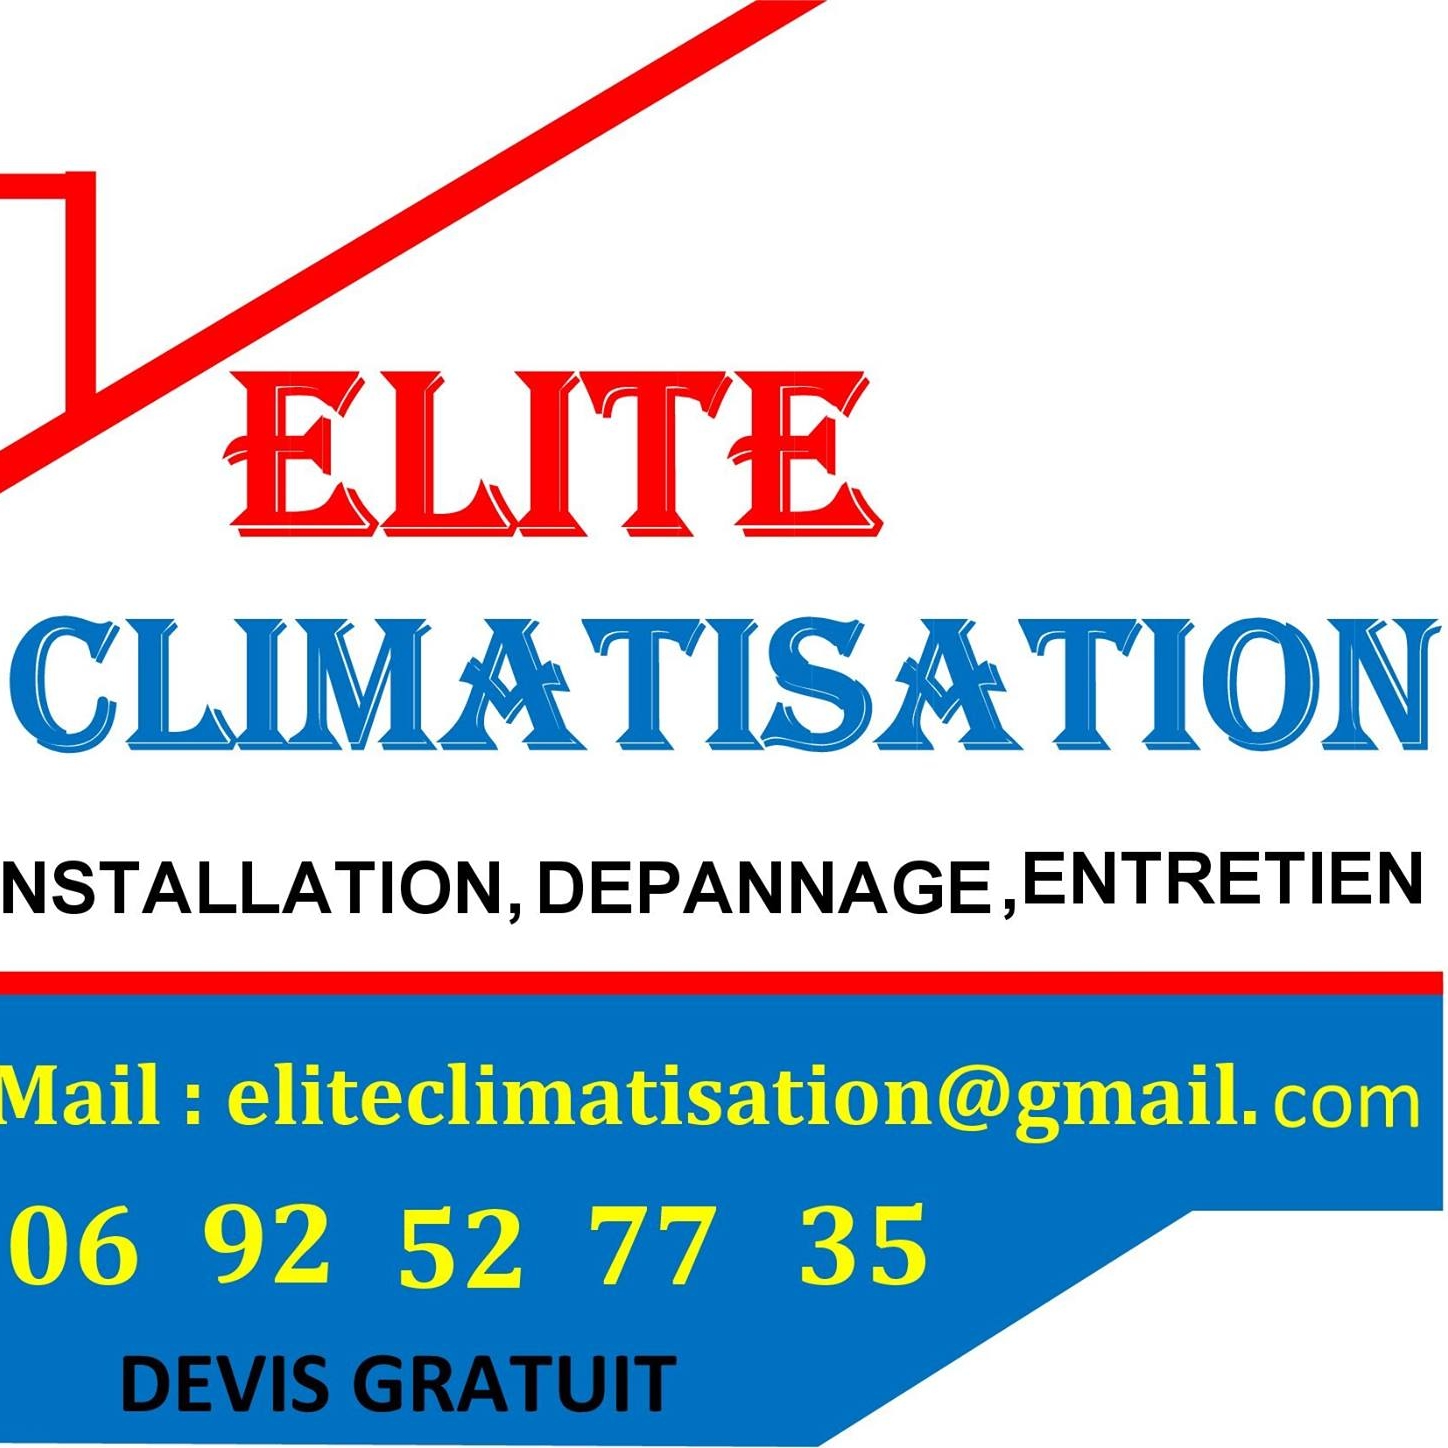 ELITE
CLIMATISATION
NSTALLATION, DEPANNAGE, ENTRETIEN
Mail : eliteclimatisation@gmail.com
06 92 52 77 35
DEVIS GRATUIT